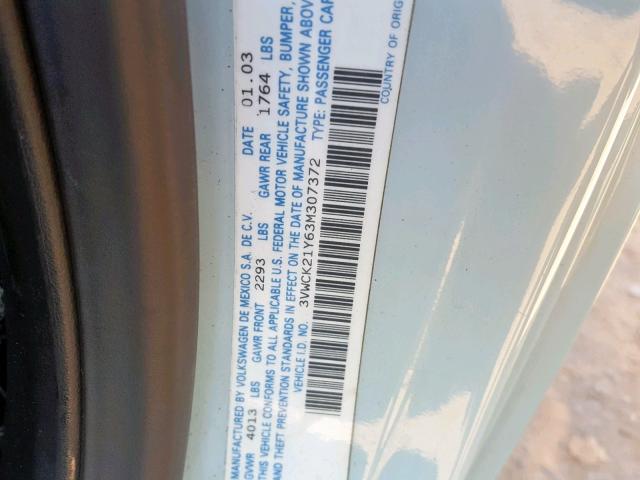 MANUFACTURED BY VOLKSWAGEN DE MEXICO S.A. DE C.V. DATE 01.03
GVWR 4013 LBS GAWR FRONT 2293 LBS GAWR REAR 1764 LBS
THIS VEHICLE CONFORMS TO ALL APPLICABLE U.S. FEDERAL MOTOR VEHICLE SAFETY, BUMPER,
AND THEFT PREVENTION STANDARDS IN EFFECT ON THE DATE OF MANUFACTURE SHOWN ABOV
VEHICLE I.D. NO. 3VWCK21Y63M307372 TYPE: PASSENGER CAR
COUNTRY OF ORIG